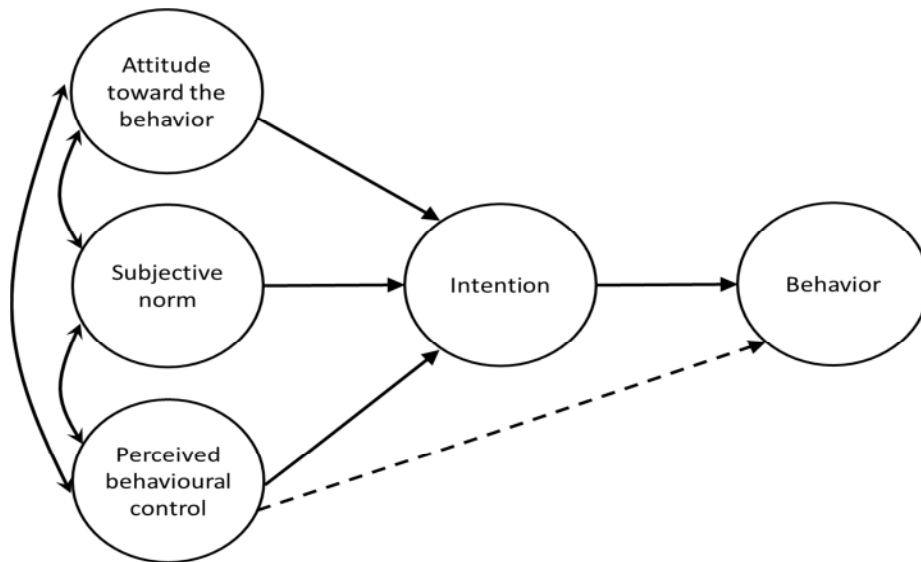 Attitude
toward the
behavior
Subjective
norm
Intention
Behavior
Perceived
behavioural
control